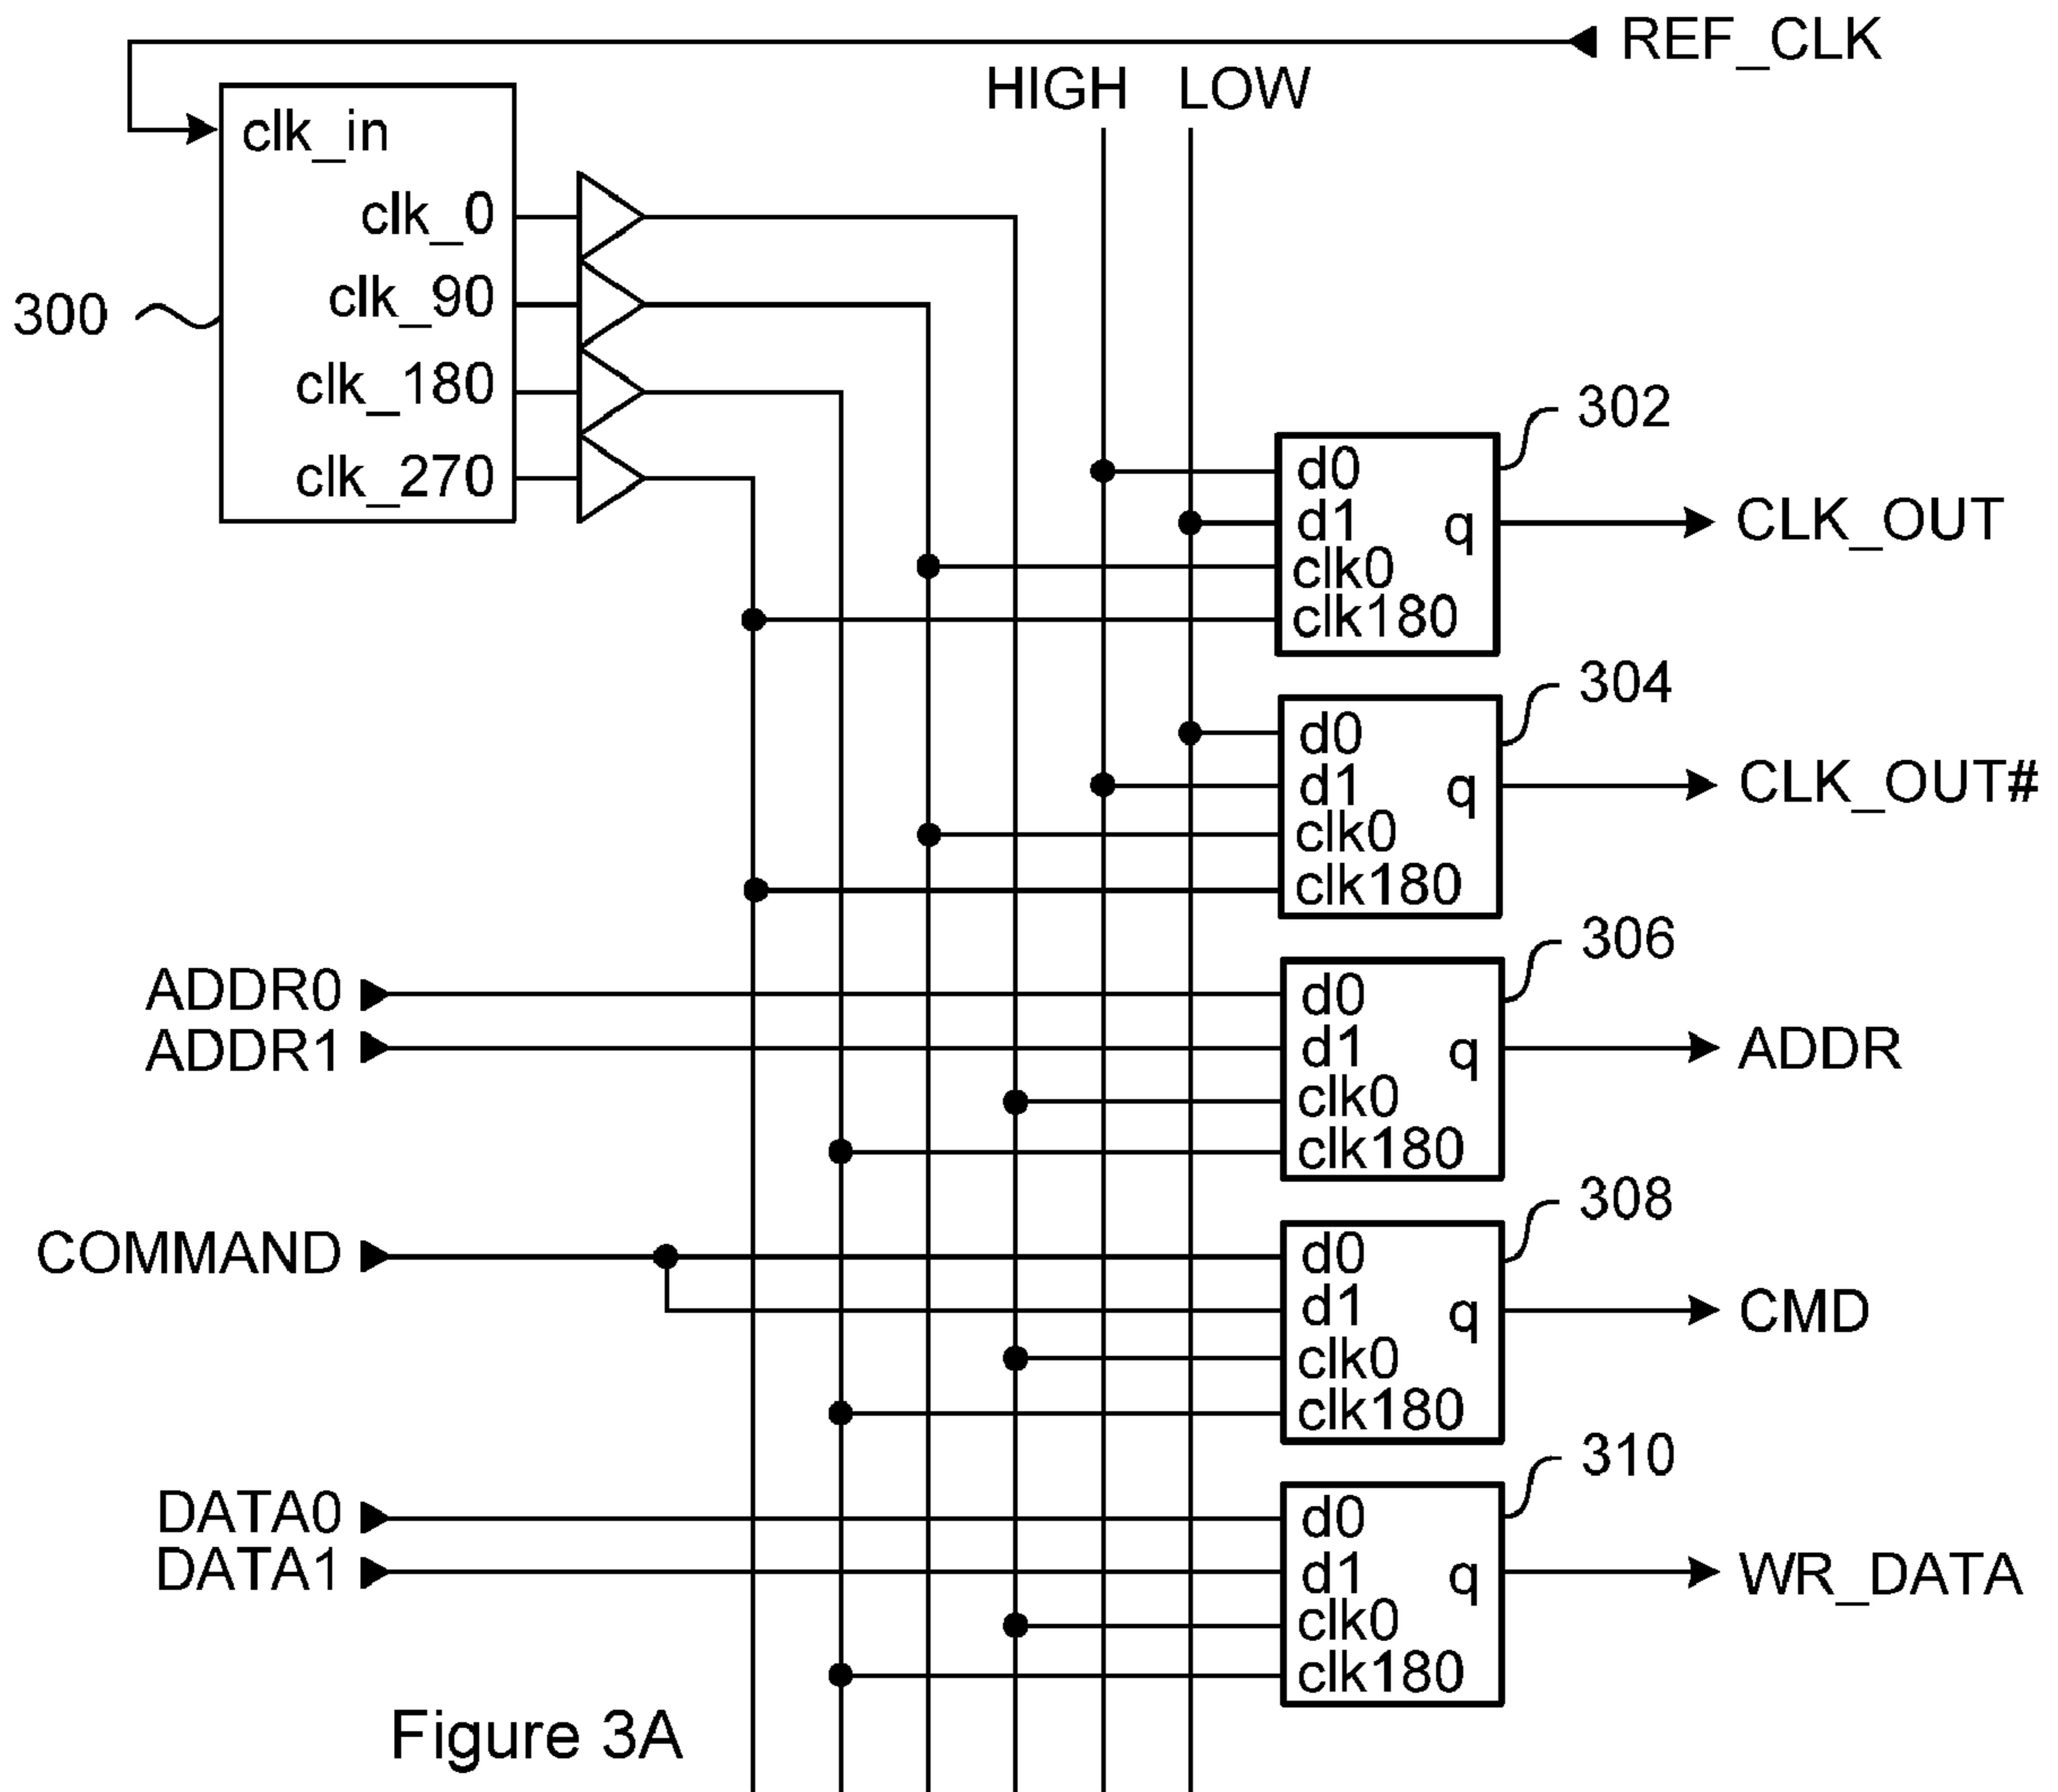 REF_CLK
HIGH LOW
clk_in
clk_0
clk_90
300
clk_180
clk_270
302
d0
d1
q
CLK_OUT
clk0
clk180
304
d0
d1
q
CLK_OUT#
clk0
clk180
306
ADDR0
d0
ADDR1
d1
q
ADDR
clk0
clk180
308
COMMAND
d0
d1
q
CMD
clk0
clk180
310
DATA0
d0
DATA1
d1
q
WR_DATA
clk0
clk180
Figure 3A